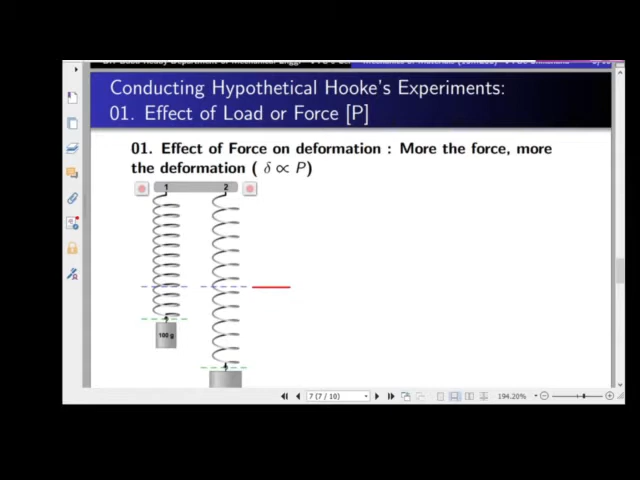 Conducting Hypothetical Hooke's Experiments:
01. Effect of Load or Force [P]
01. Effect of Force on deformation : More the force, more
the deformation ( δ ∝ P)
1 2
100 g
7 (7 / 10) 194.20%